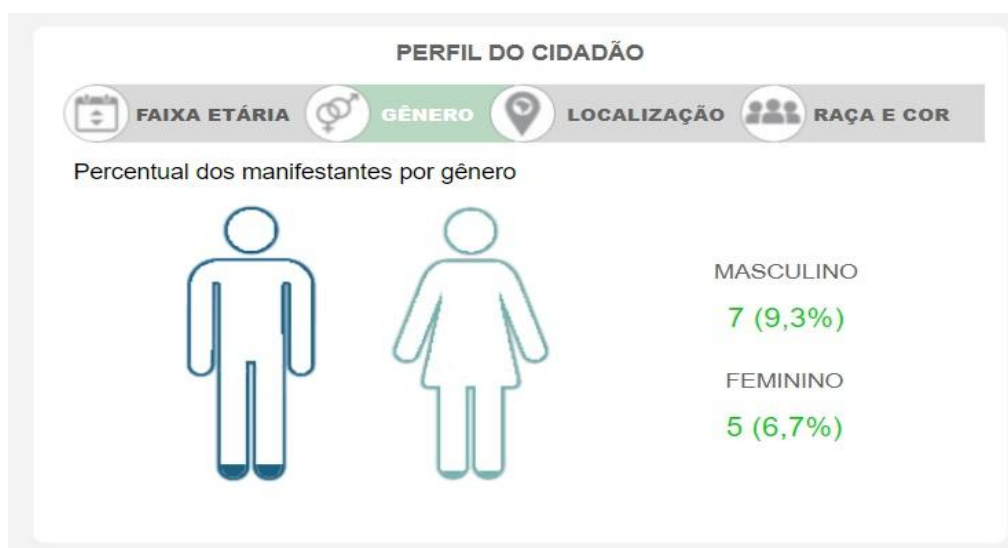 PERFIL DO CIDADÃO
FAIXA ETÁRIA GÊNERO LOCALIZAÇÃO RAÇA E COR
Percentual dos manifestantes por gênero
MASCULINO
7 (9,3%)
FEMININO
5 (6,7%)